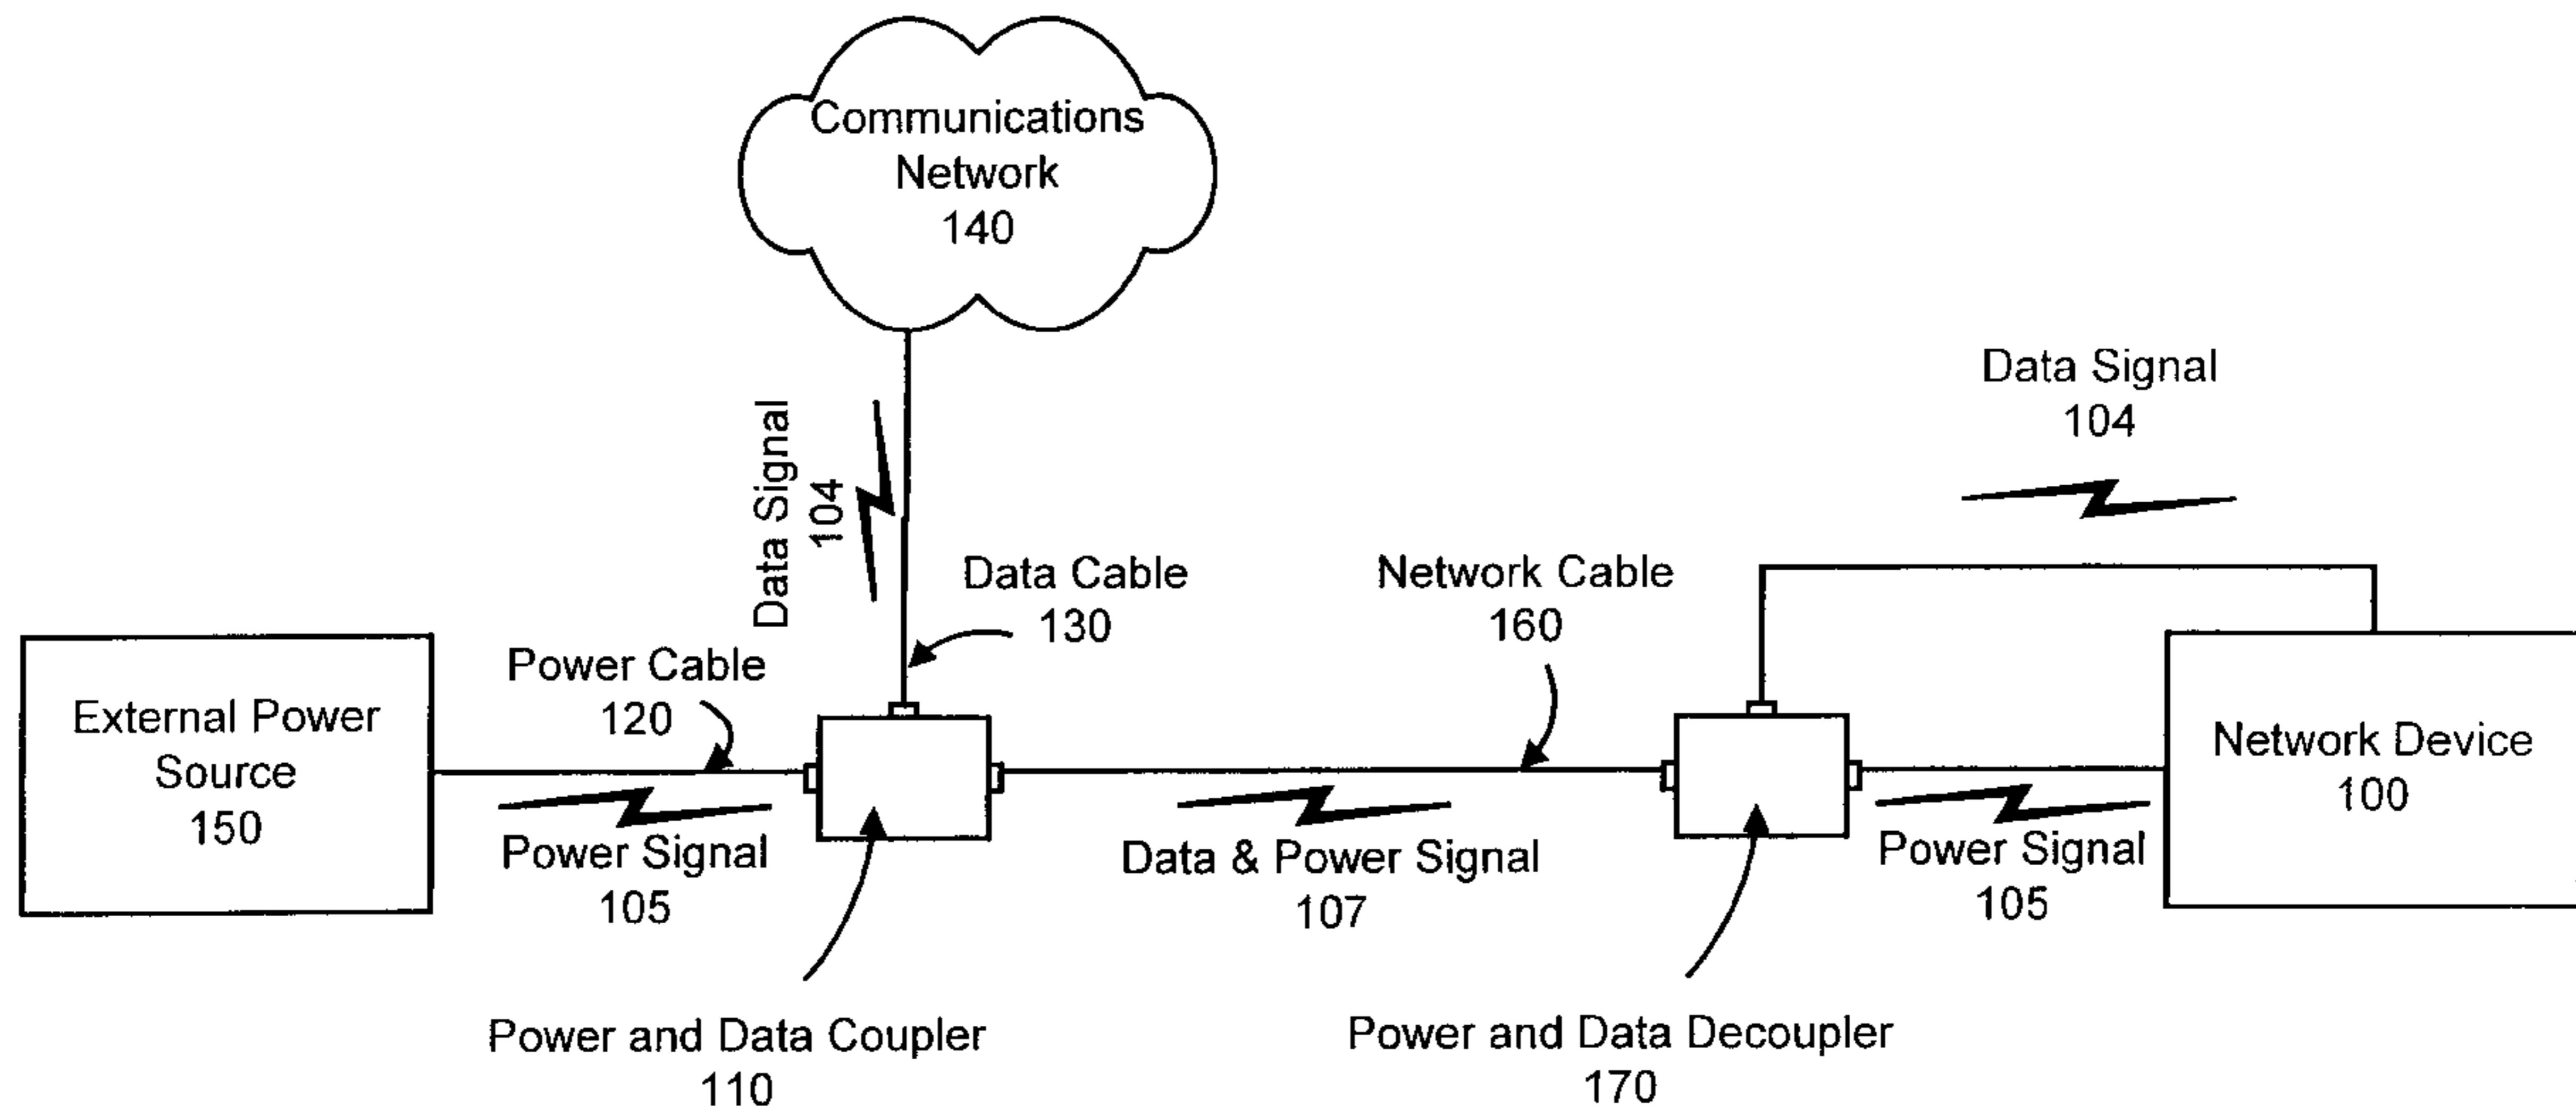 Communications
Network
140
Data Signal
104
Data Signal
104
Data Cable
130
Network Cable
160
Power Cable
120
External Power
Source
150
Network Device
100
Power Signal
105
Data & Power Signal
107
Power Signal
105
Power and Data Coupler
110
Power and Data Decoupler
170